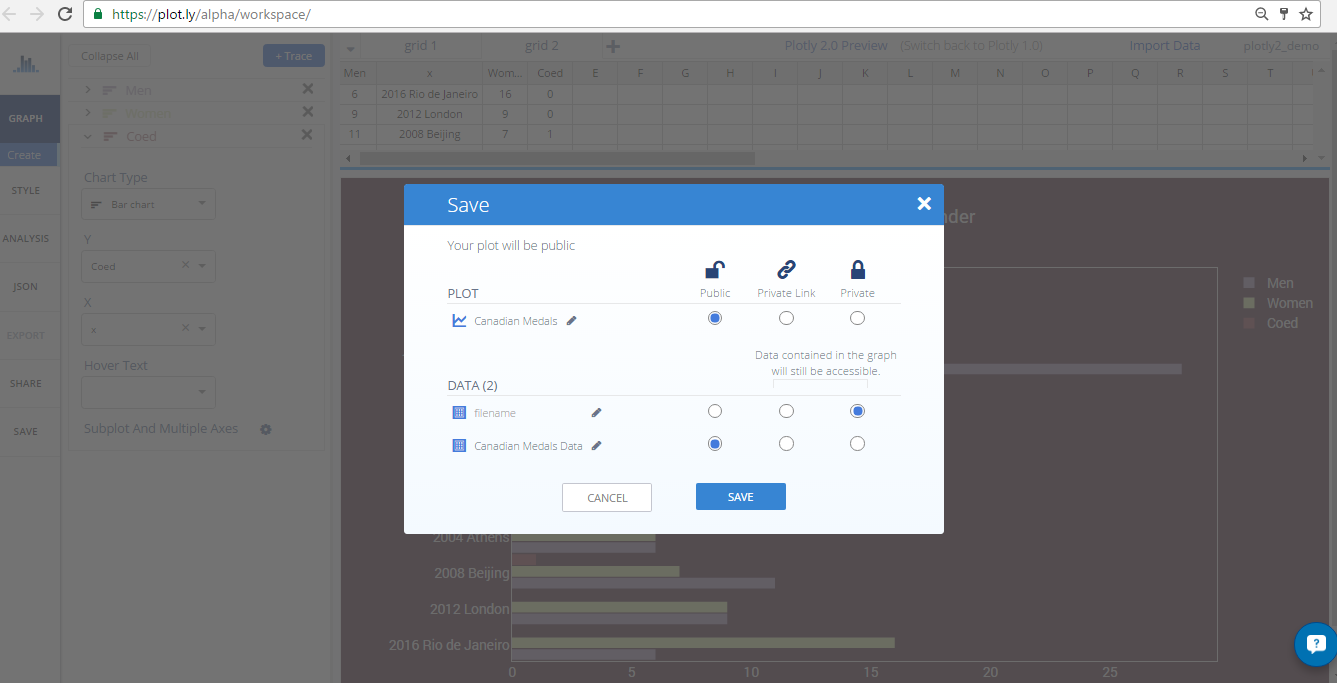 https://plot.ly/alpha/workspace/
Collapse All
+ Trace
grid 1
grid 2
Plotly 2.0 Preview
(Switch back to Plotly 1.0)
Import Data
plotly2_demo
Men x Wom... Coed E F G H I J K L M N O P Q R S T
6 2016 Rio de Janeiro 16 0
9 2012 London 9 0
11 2008 Beijing 7 1
GRAPH
Create
STYLE
ANALYSIS
JSON
EXPORT
SHARE
SAVE
Men
Women
Coed
Chart Type
Bar chart
Y
Coed
X
x
Hover Text
Subplot And Multiple Axes
Save
Your plot will be public
PLOT
Public Private Link Private
Canadian Medals
Data contained in the graph
will still be accessible.
DATA (2)
filename
Canadian Medals Data
CANCEL
SAVE
nder
Men
Women
Coed
2004 Athens
2008 Beijing
2012 London
2016 Rio de Janeiro
0 5 10 15 20 25